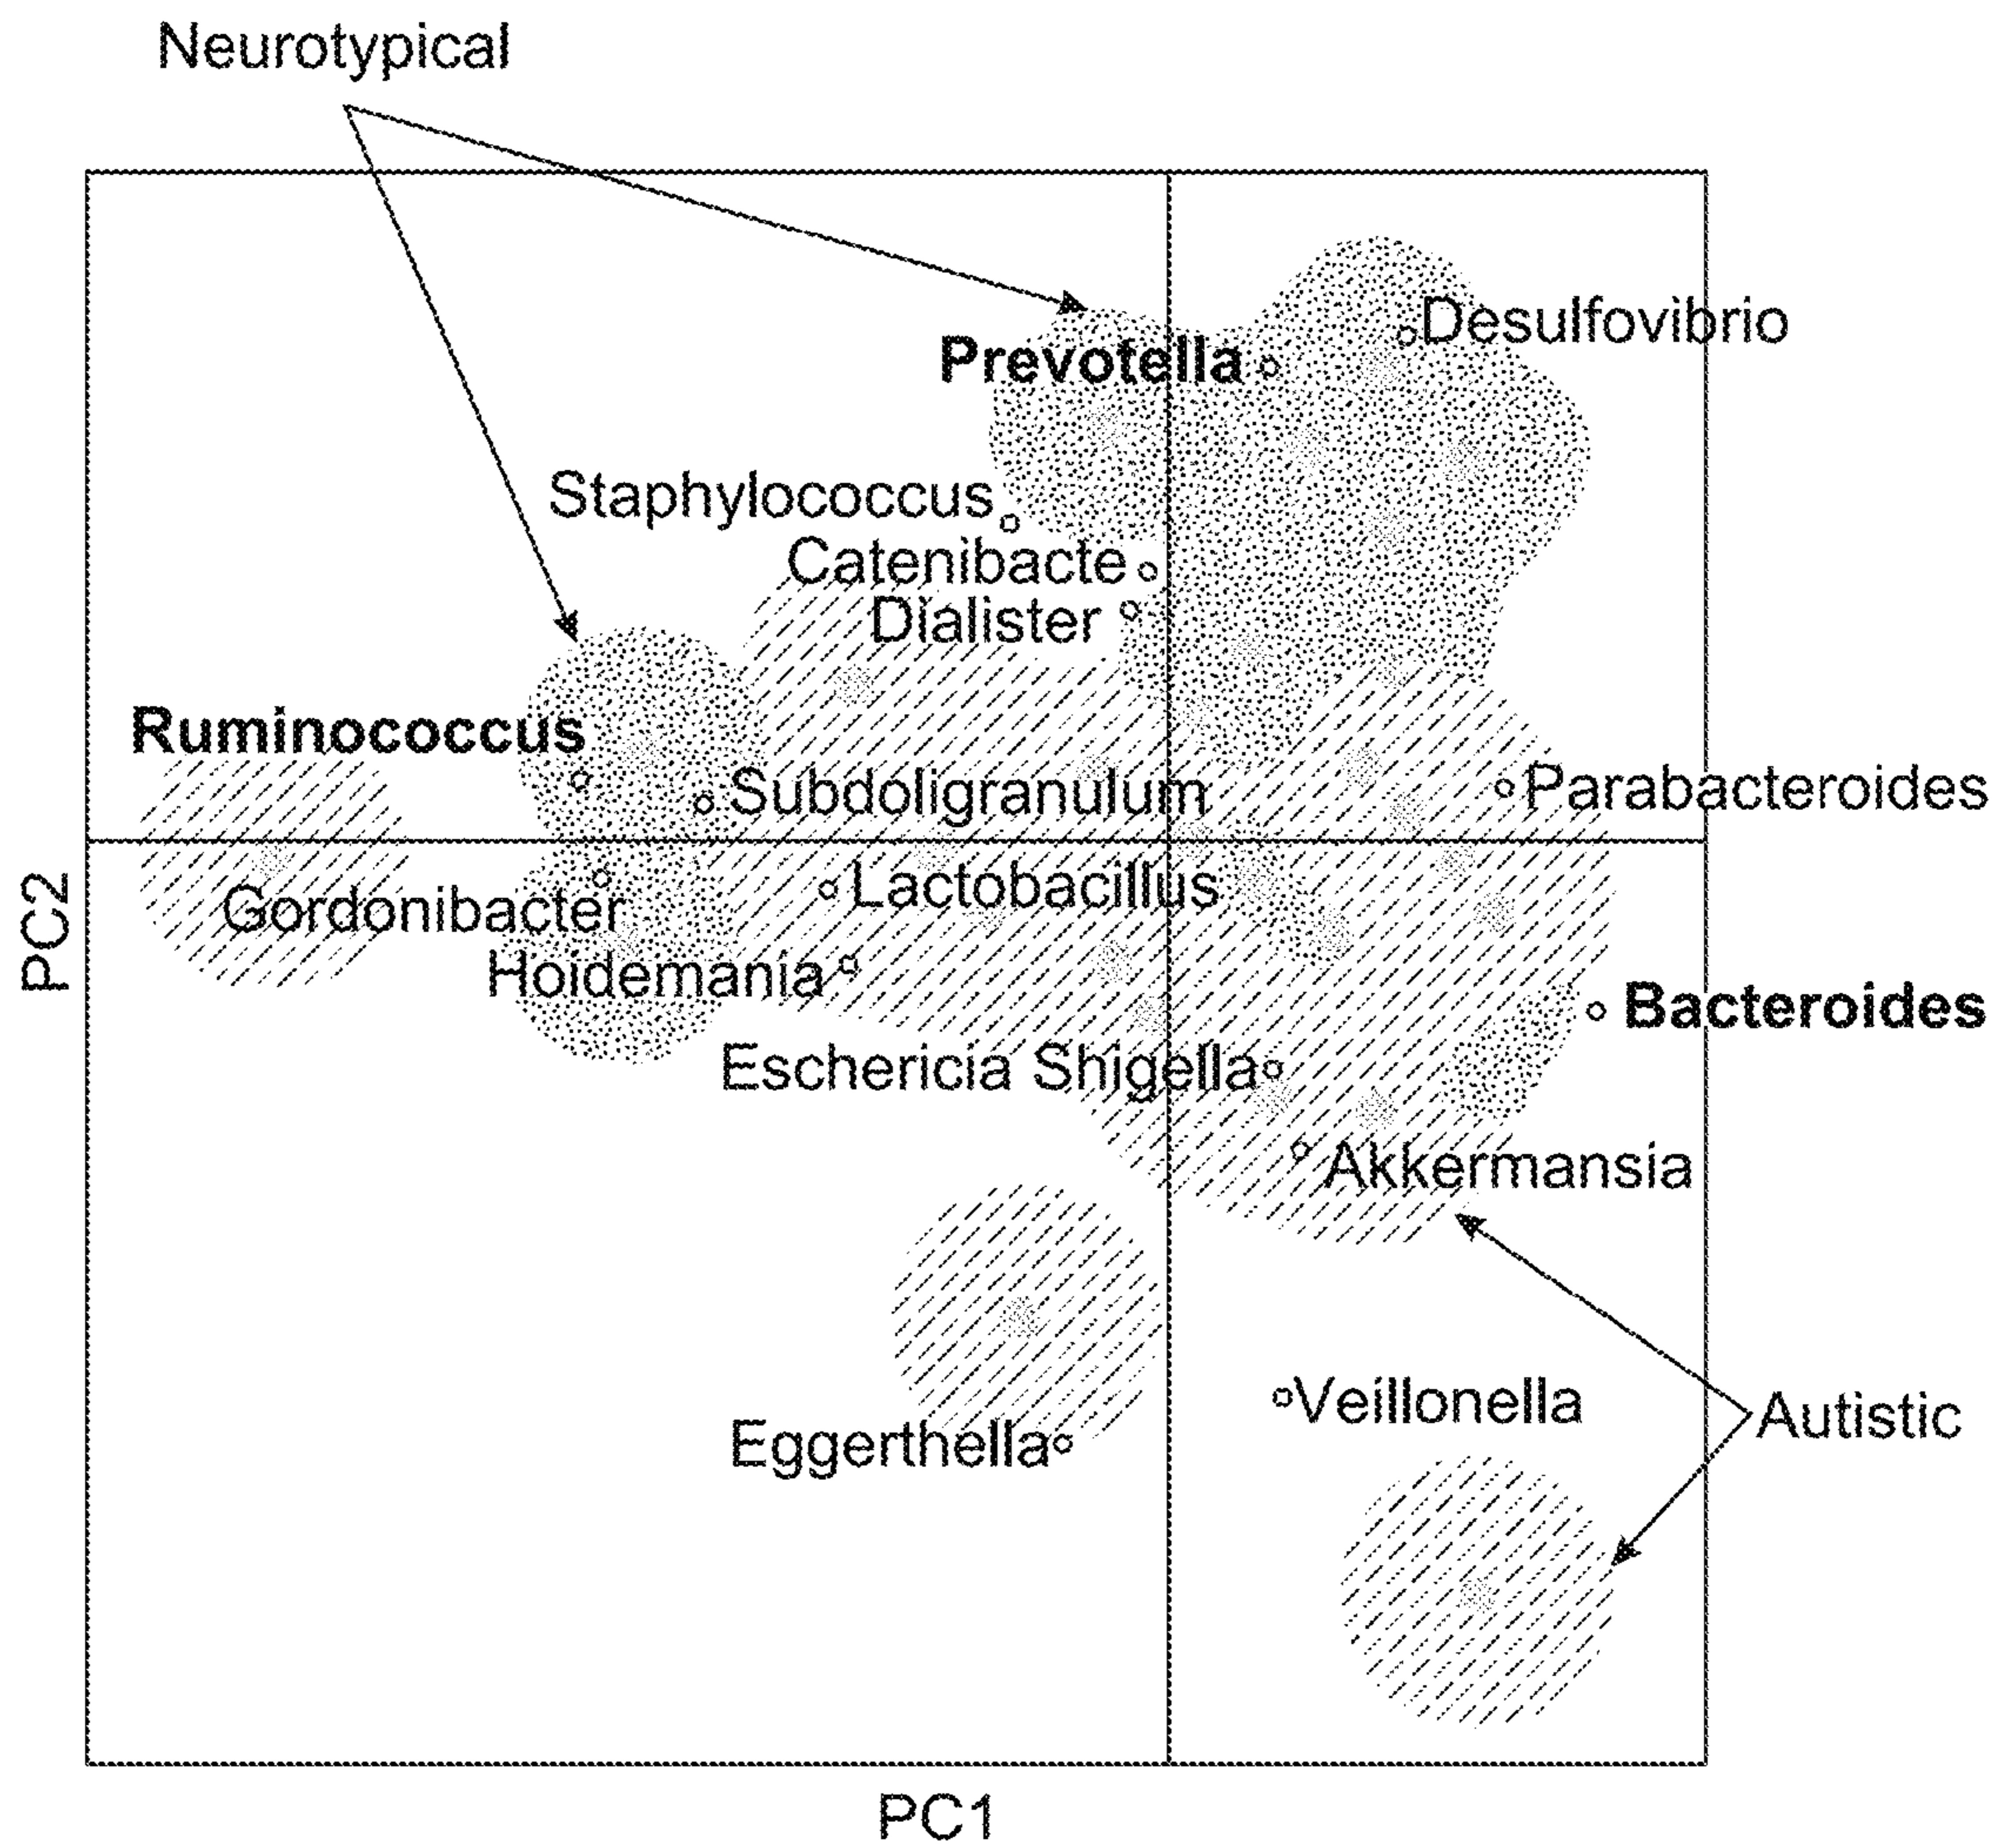 Neurotypical
Desulfovibrio
Prevotella
Staphylococcus
Catenibacte
Dialister
Ruminococcus
Subdoligranulum
Parabacteroides
Gordonibacter
Lactobacillus
PC2
Hoidemania
Bacteroides
Eschericia Shigella
Akkermansia
Veillonella
Autistic
Eggerthella
PC1